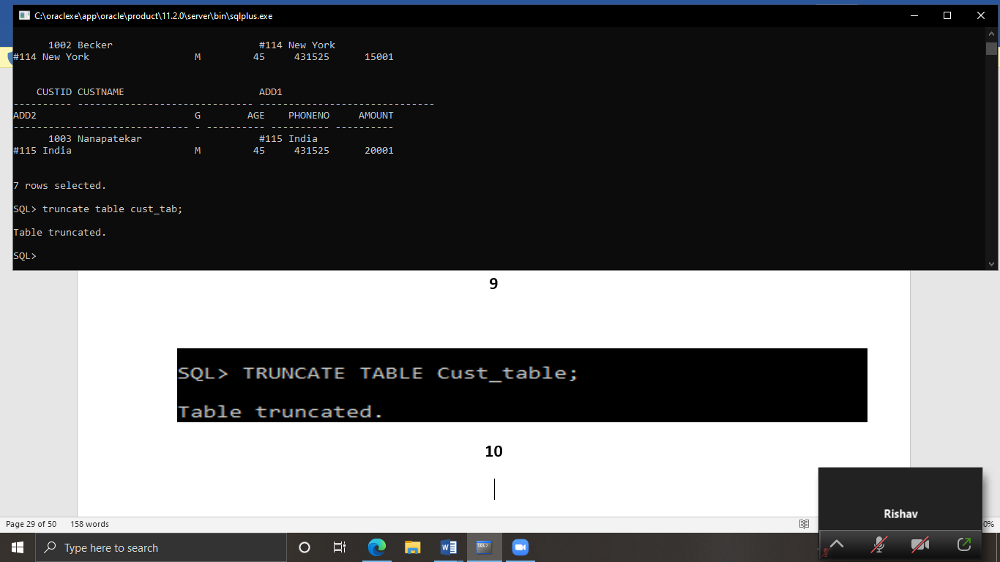 C:\oraclexe\app\oracle\product\11.2.0\server\bin\sqlplus.exe
1002 Becker #114 New York
#114 New York M 45 431525 15001
CUSTID CUSTNAME ADD1
---------- ------------------------------ ------------------------------
ADD2 G AGE PHONENO AMOUNT
------------------------------ - ---------- ---------- ----------
1003 Nanapatekar #115 India
#115 India M 45 431525 20001
7 rows selected.
SQL> truncate table cust_tab;
Table truncated.
SQL>
9
SQL> TRUNCATE TABLE Cust_table;
Table truncated.
10
Rishav
Page 29 of 50 158 words
0%
Type here to search